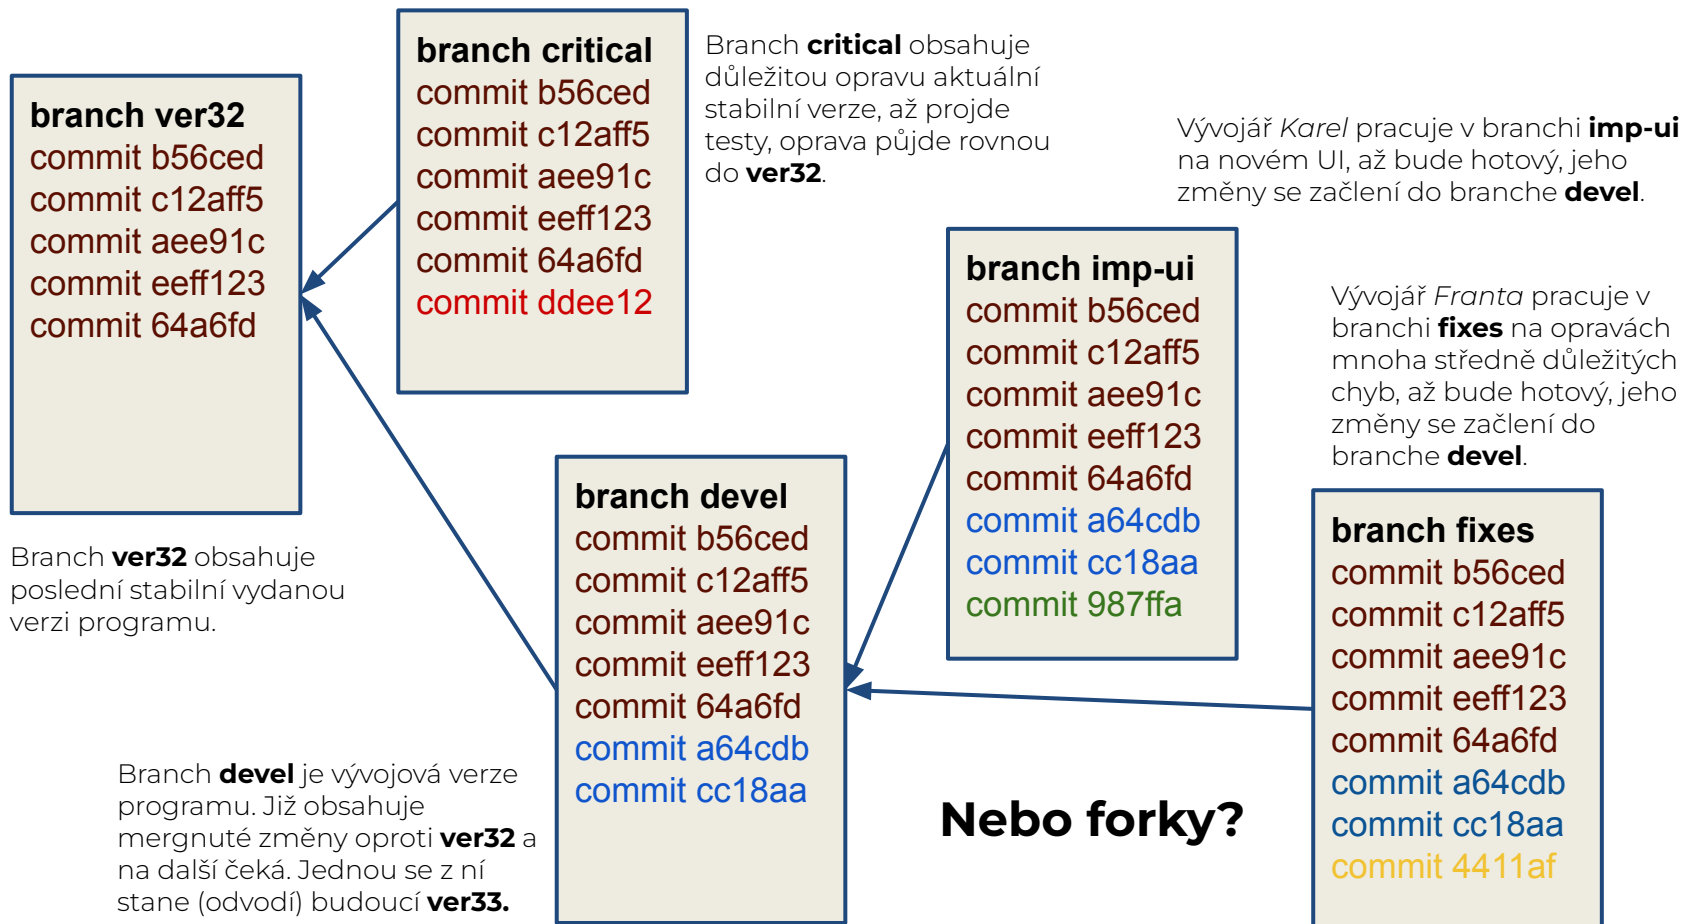 branch ver32
commit b56ced
commit c12aff5
commit aee91c
commit eeff123
commit 64a6fd
Branch ver32 obsahuje
poslední stabilní vydanou
verzi programu.
branch critical
commit b56ced
commit c12aff5
commit aee91c
commit eeff123
commit 64a6fd
commit ddee12
Branch critical obsahuje
důležitou opravu aktuální
stabilní verze, až projde
testy, oprava půjde rovnou
do ver32.
branch devel
commit b56ced
commit c12aff5
commit aee91c
commit eeff123
commit 64a6fd
commit a64cdb
commit cc18aa
Branch devel je vývojová verze
programu. Již obsahuje
mergnuté změny oproti ver32 a
na další čeká. Jednou se z ní
stane (odvodí) budoucí ver33.
Vývojář Karel pracuje v branchi imp-ui
na novém UI, až bude hotový, jeho
změny se začlení do branche devel.
branch imp-ui
commit b56ced
commit c12aff5
commit aee91c
commit eeff123
commit 64a6fd
commit a64cdb
commit cc18aa
commit 987ffa
Vývojář Franta pracuje v
branchi fixes na opravách
mnoha středně důležitých
chyb, až bude hotový, jeho
změny se začlení do
branche devel.
branch fixes
commit b56ced
commit c12aff5
commit aee91c
commit eeff123
commit 64a6fd
commit a64cdb
commit cc18aa
commit 4411af
Nebo forky?